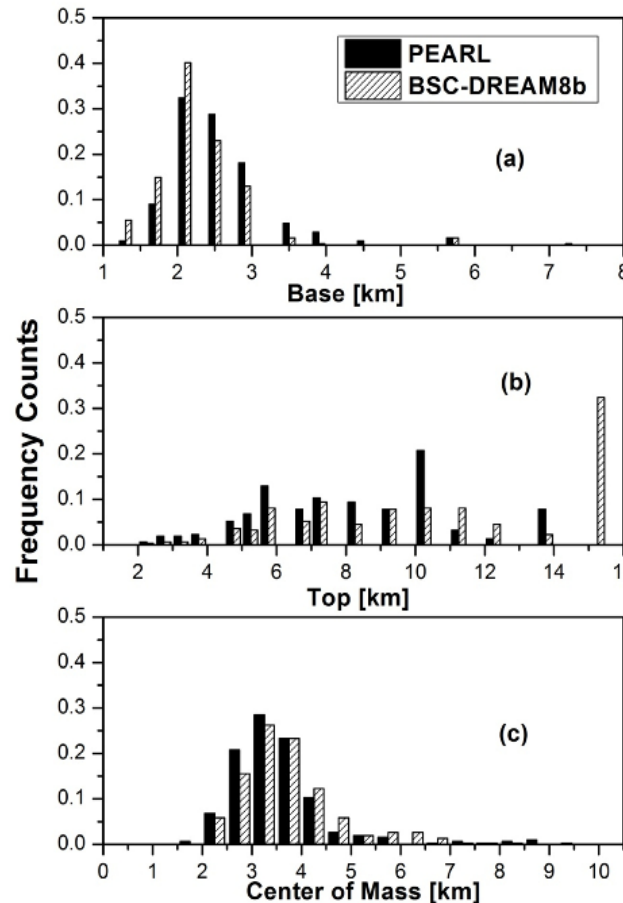 0.5
PEARL
BSC-DREAM8b
0.4
0.3
(a)
0.2
0.1
0.0
1 2 3 4 5 6 7 8
Base [km]
0.5
0.4
(b)
0.3
0.2
0.1
0.0
2 4 6 8 10 12 14 1
Top [km]
Frequency Counts
0.5
0.4
0.3
(c)
0.2
0.1
0.0
0 1 2 3 4 5 6 7 8 9 10
Center of Mass [km]